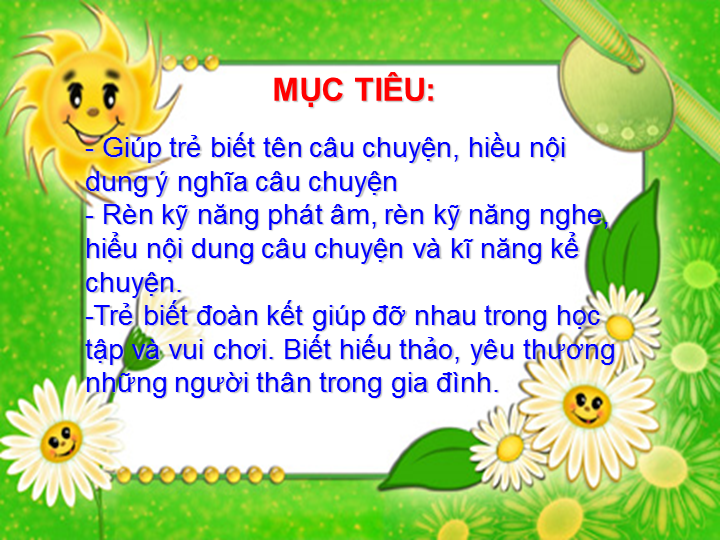 MỤC TIÊU:
- Giúp trẻ biết tên câu chuyện, hiều nội
dung ý nghĩa câu chuyện
- Rèn kỹ năng phát âm, rèn kỹ năng nghe,
hiểu nội dung câu chuyện và kĩ năng kể
chuyện.
-Trẻ biết đoàn kết giúp đỡ nhau trong học
tập và vui chơi. Biết hiếu thảo, yêu thương
những người thân trong gia đình.